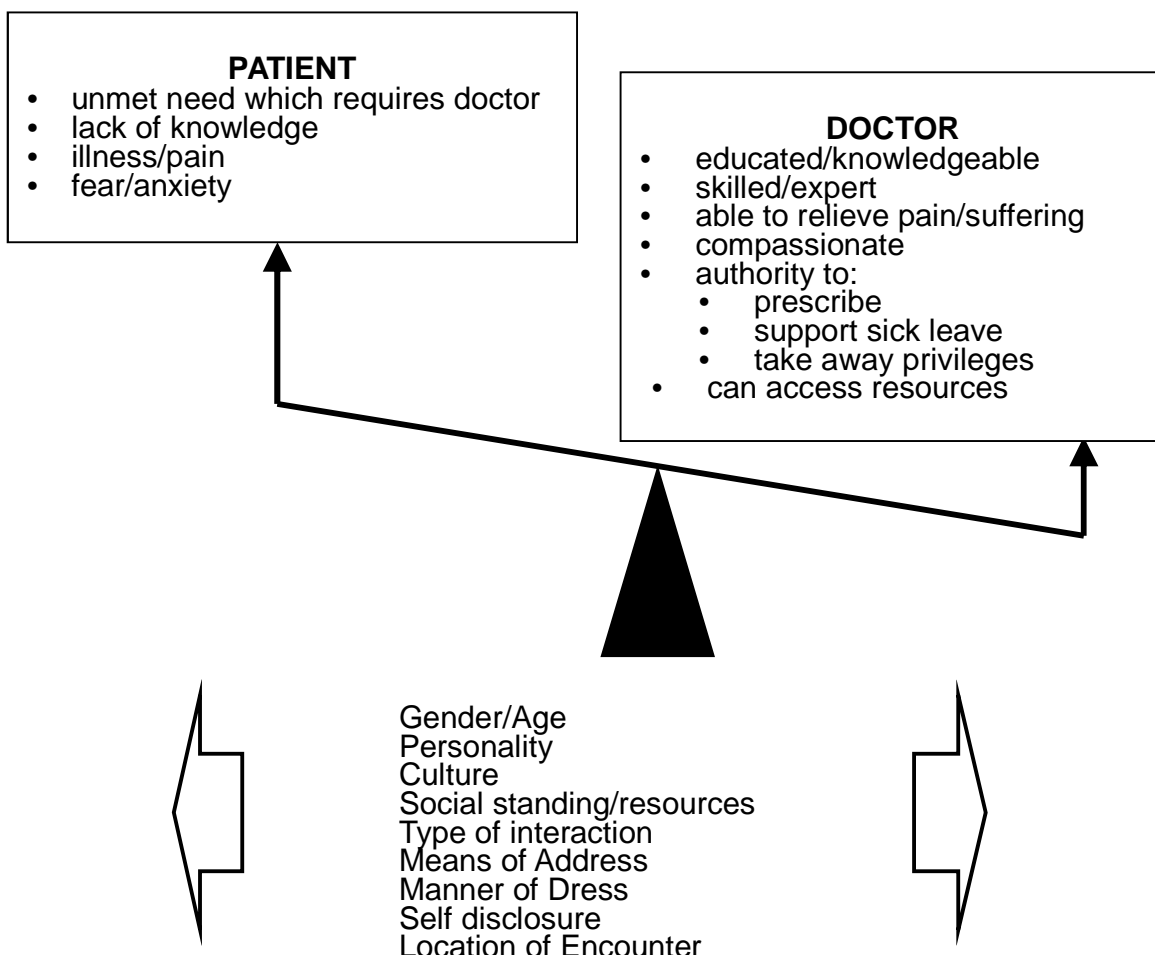 PATIENT
• unmet need which requires doctor
• lack of knowledge
• illness/pain
• fear/anxiety
DOCTOR
• educated/knowledgeable
• skilled/expert
• able to relieve pain/suffering
• compassionate
• authority to:
• prescribe
• support sick leave
• take away privileges
• can access resources
Gender/Age
Personality
Culture
Social standing/resources
Type of interaction
Means of Address
Manner of Dress
Self disclosure
Location of Encounter